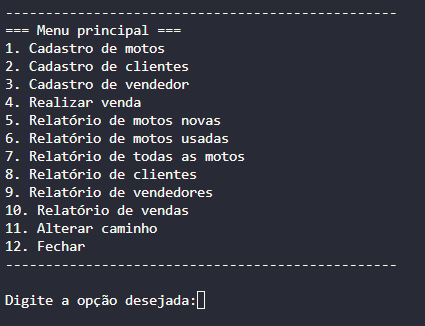 -------------------------------------------------
=== Menu principal ===
1. Cadastro de motos
2. Cadastro de clientes
3. Cadastro de vendedor
4. Realizar venda
5. Relatório de motos novas
6. Relatório de motos usadas
7. Relatório de todas as motos
8. Relatório de clientes
9. Relatório de vendedores
10. Relatório de vendas
11. Alterar caminho
12. Fechar
-------------------------------------------------
Digite a opção desejada: